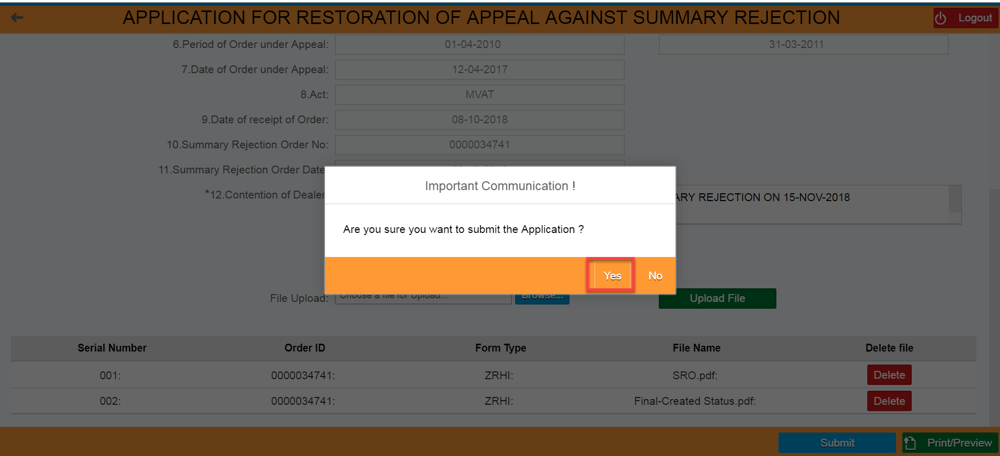 APPLICATION FOR RESTORATION OF APPEAL AGAINST SUMMARY REJECTION
Logout
6.Period of Order under Appeal: 01-04-2010 31-03-2011
7.Date of Order under Appeal: 12-04-2017
8.Act: MVAT
9.Date of receipt of Order: 08-10-2018
10.Summary Rejection Order No: 0000034741
11.Summary Rejection Order Date
Important Communication !
*12.Contention of Dealer
ARY REJECTION ON 15-NOV-2018
Are you sure you want to submit the Application ?
Yes No
File Upload: Choose a file for Upload... Browse... Upload File
Serial Number Order ID Form Type File Name Delete file
001: 0000034741: ZRHI: SRO.pdf: Delete
002: 0000034741: ZRHI: Final-Created Status.pdf: Delete
Submit Print/Preview